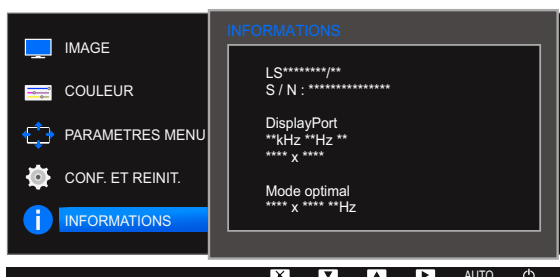 IMAGE
COULEUR
PARAMETRES MENU
CONF. ET REINIT.
INFORMATIONS
INFORMATIONS
LS********/**
S / N : ***************
DisplayPort
**kHz **Hz **
**** x ****
Mode optimal
**** x **** **Hz
AUTO